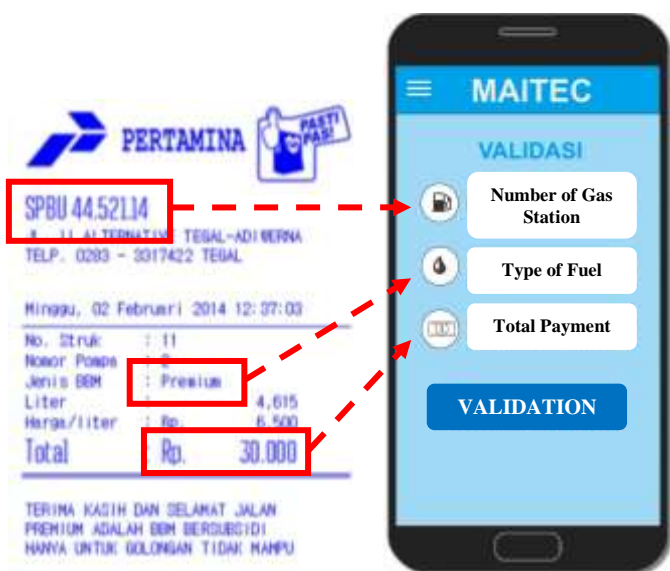 PERTAMINA
PASTI
PAS!
SPBU 44.521.14
ALTERNATIVE TEGAL-ADIWERNA
TELP. 0283 - 3317422 TEGAL
Minggu, 02 Februari 2014 12:37:03
No. Struk : 11
Nomor Pompa : 2
Jenis BBM : Premium
Liter : 4,615
Harga/liter : Rp. 6.500
Total : Rp. 30.000
TERIMA KASIH DAN SELAMAT JALAN
PREMIUM ADALAH BBM BERSUBSIDI
HANYA UNTUK GOLONGAN TIDAK MAMPU
MAITEC
VALIDASI
Number of Gas
Station
Type of Fuel
Total Payment
VALIDATION